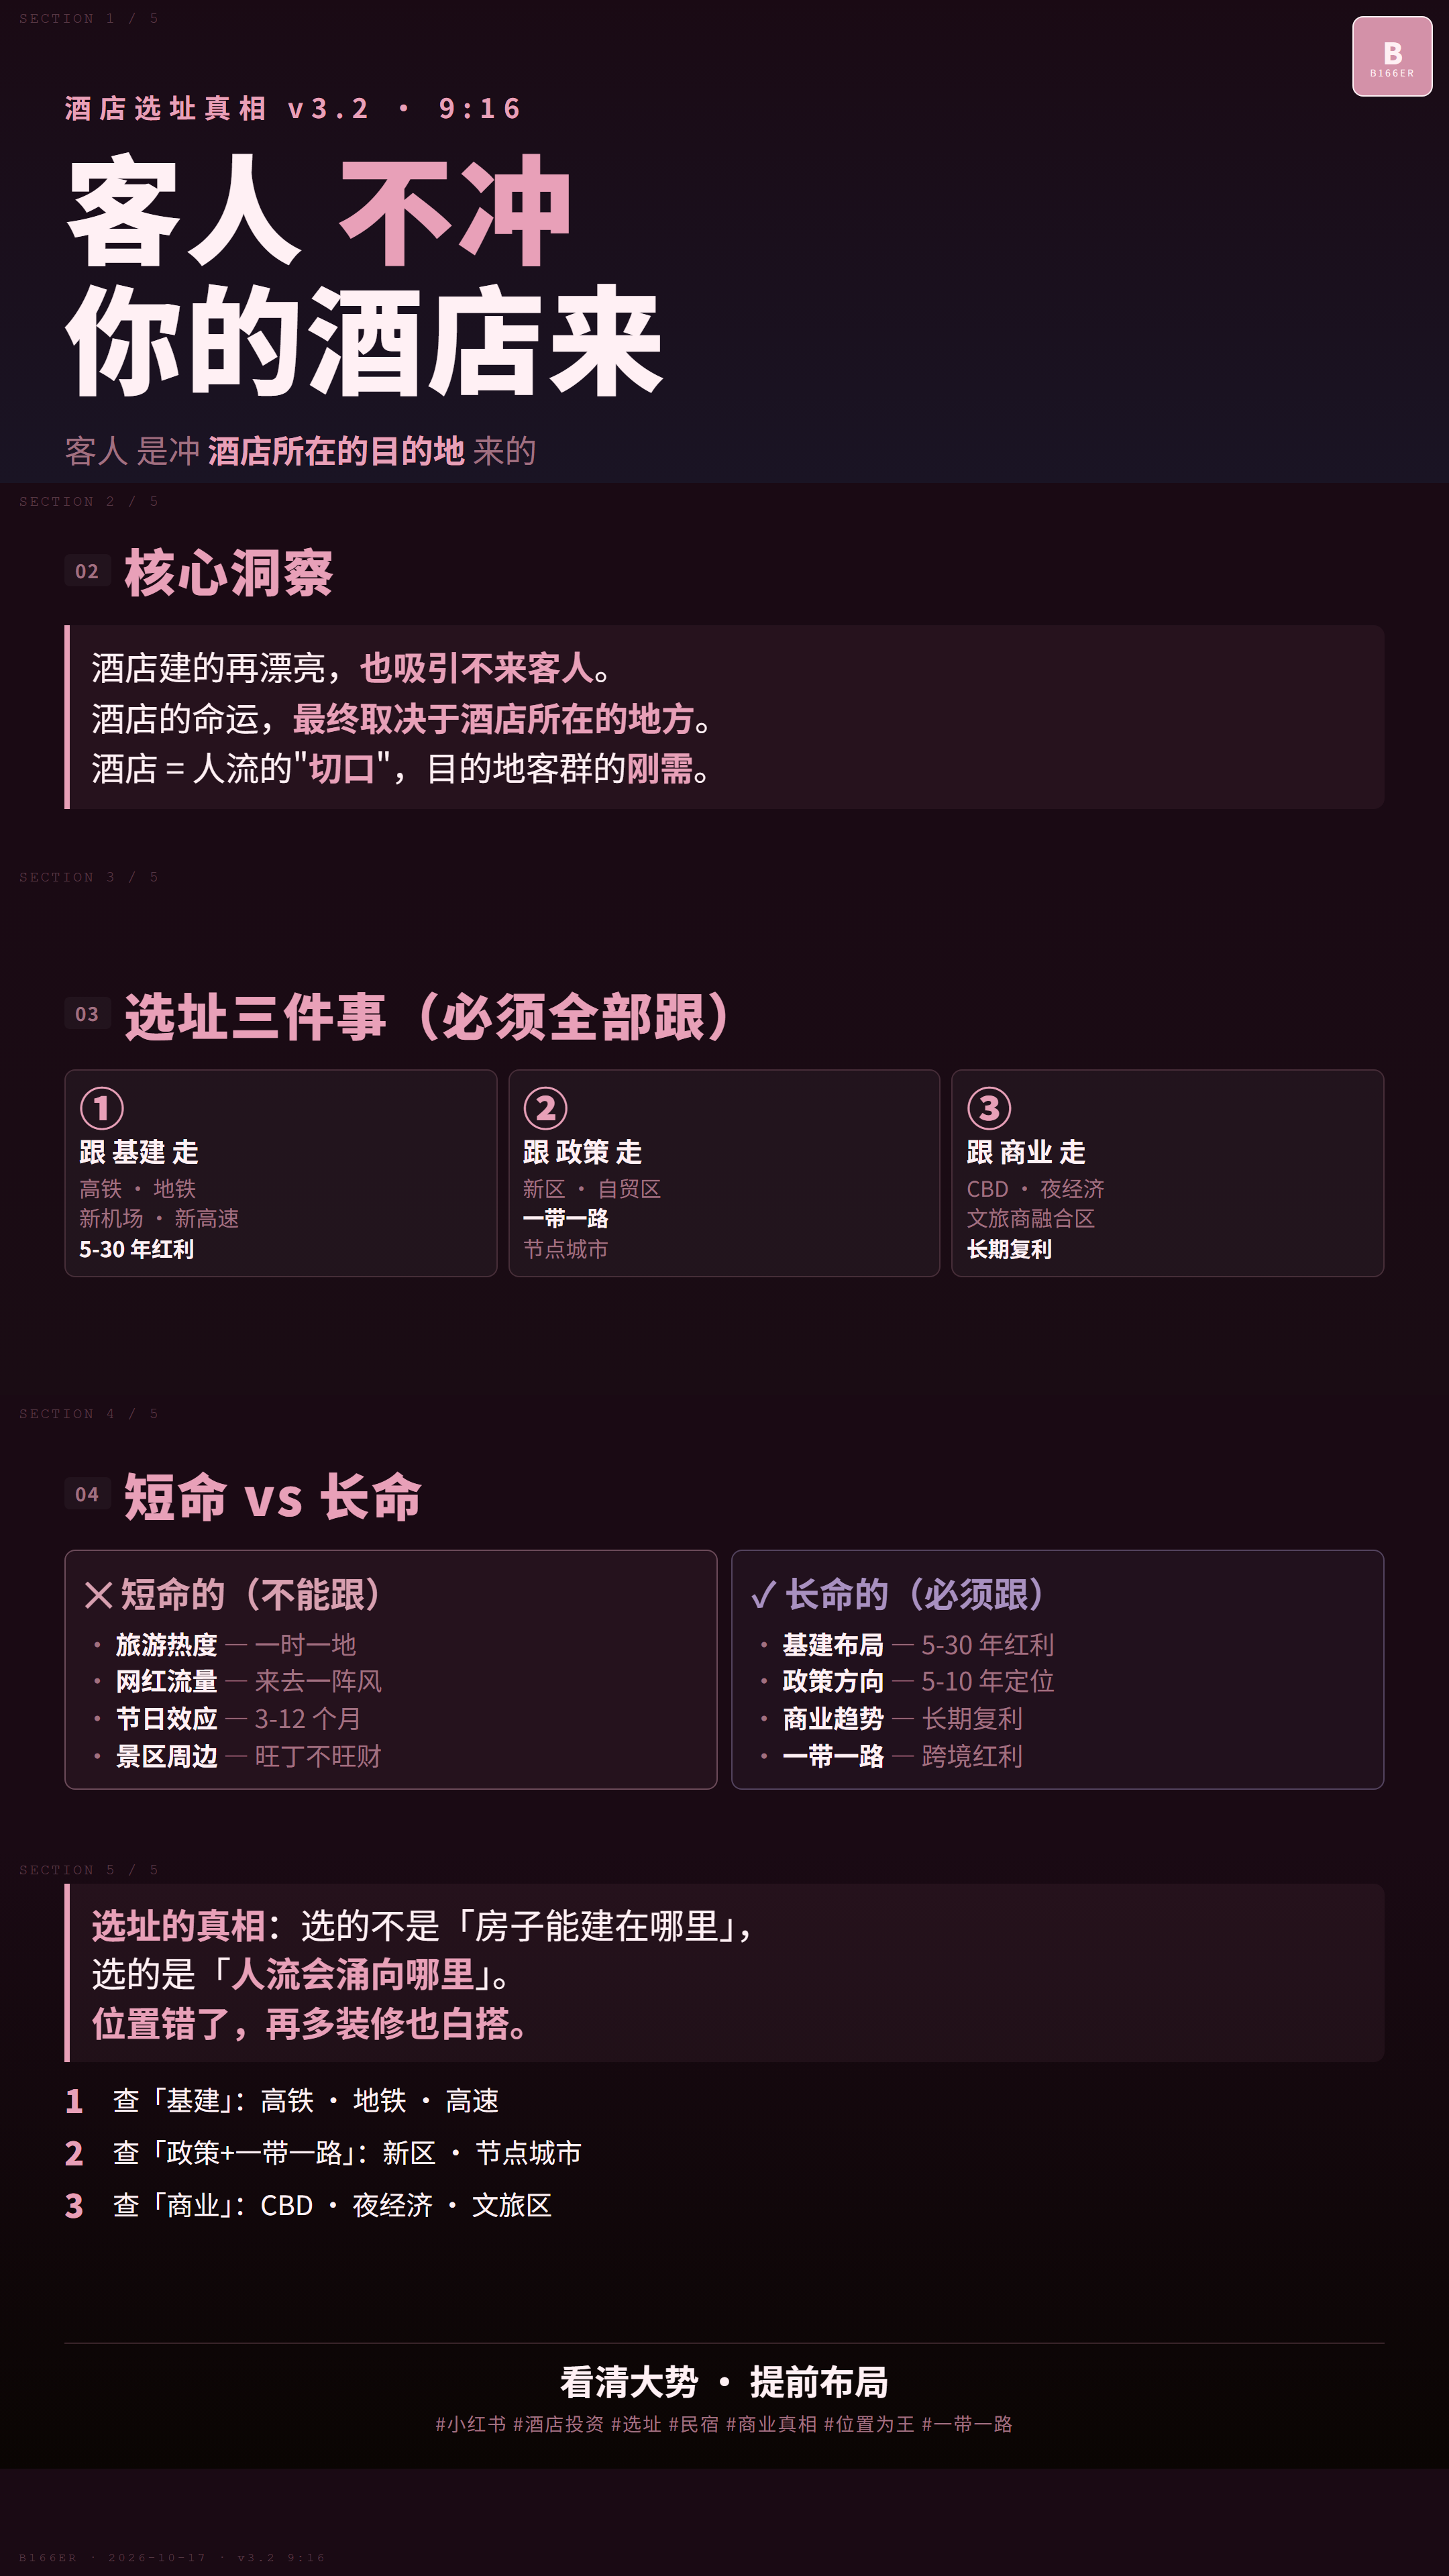 SECTION 1 / 5
B
B166ER
酒店选址真相 v3.2 · 9:16
客人 不冲
你的酒店来
客人 是冲 酒店所在的目的地 来的
SECTION 2 / 5
02 核心洞察
酒店建的再漂亮，也吸引不来客人。
酒店的命运，最终取决于酒店所在的地方。
酒店 = 人流的"切口"，目的地客群的刚需。
SECTION 3 / 5
03 选址三件事（必须全部跟）
①
跟 基建 走
高铁 · 地铁
新机场 · 新高速
5-30 年红利
②
跟 政策 走
新区 · 自贸区
一带一路
节点城市
③
跟 商业 走
CBD · 夜经济
文旅商融合区
长期复利
SECTION 4 / 5
04 短命 vs 长命
✕ 短命的（不能跟）
· 旅游热度 — 一时一地
· 网红流量 — 来去一阵风
· 节日效应 — 3-12 个月
· 景区周边 — 旺丁不旺财
✓ 长命的（必须跟）
· 基建布局 — 5-30 年红利
· 政策方向 — 5-10 年定位
· 商业趋势 — 长期复利
· 一带一路 — 跨境红利
SECTION 5 / 5
选址的真相：选的不是「房子能建在哪里」，
选的是「人流会涌向哪里」。
位置错了，再多装修也白搭。
1 查「基建」：高铁 · 地铁 · 高速
2 查「政策+一带一路」：新区 · 节点城市
3 查「商业」：CBD · 夜经济 · 文旅区
看清大势 · 提前布局
#小红书 #酒店投资 #选址 #民宿 #商业真相 #位置为王 #一带一路
B166ER · 2026-10-17 · v3.2 9:16